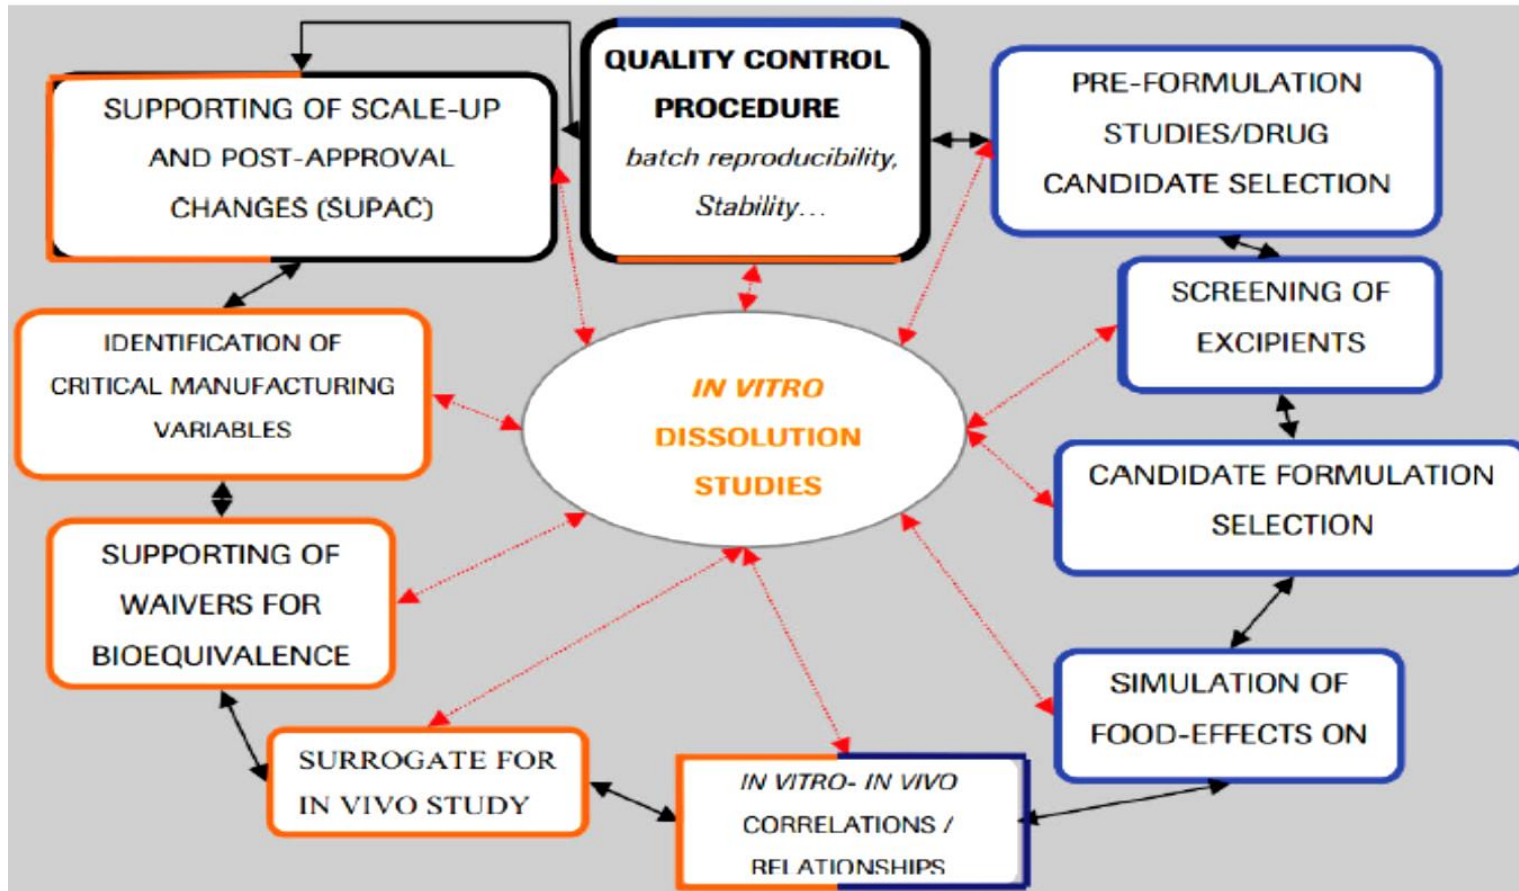 QUALITY CONTROL
PROCEDURE
batch reproducibility,
Stability...
PRE-FORMULATION
STUDIES/DRUG
CANDIDATE SELECTION
SCREENING OF
EXCIPIENTS
CANDIDATE FORMULATION
SELECTION
SIMULATION OF
FOOD-EFFECTS ON
IN VITRO- IN VIVO
CORRELATIONS /
RELATIONSHIPS
SURROGATE FOR
IN VIVO STUDY
SUPPORTING OF
WAIVERS FOR
BIOEQUIVALENCE
IDENTIFICATION OF
CRITICAL MANUFACTURING
VARIABLES
SUPPORTING OF SCALE-UP
AND POST-APPROVAL
CHANGES (SUPAC)
IN VITRO
DISSOLUTION
STUDIES